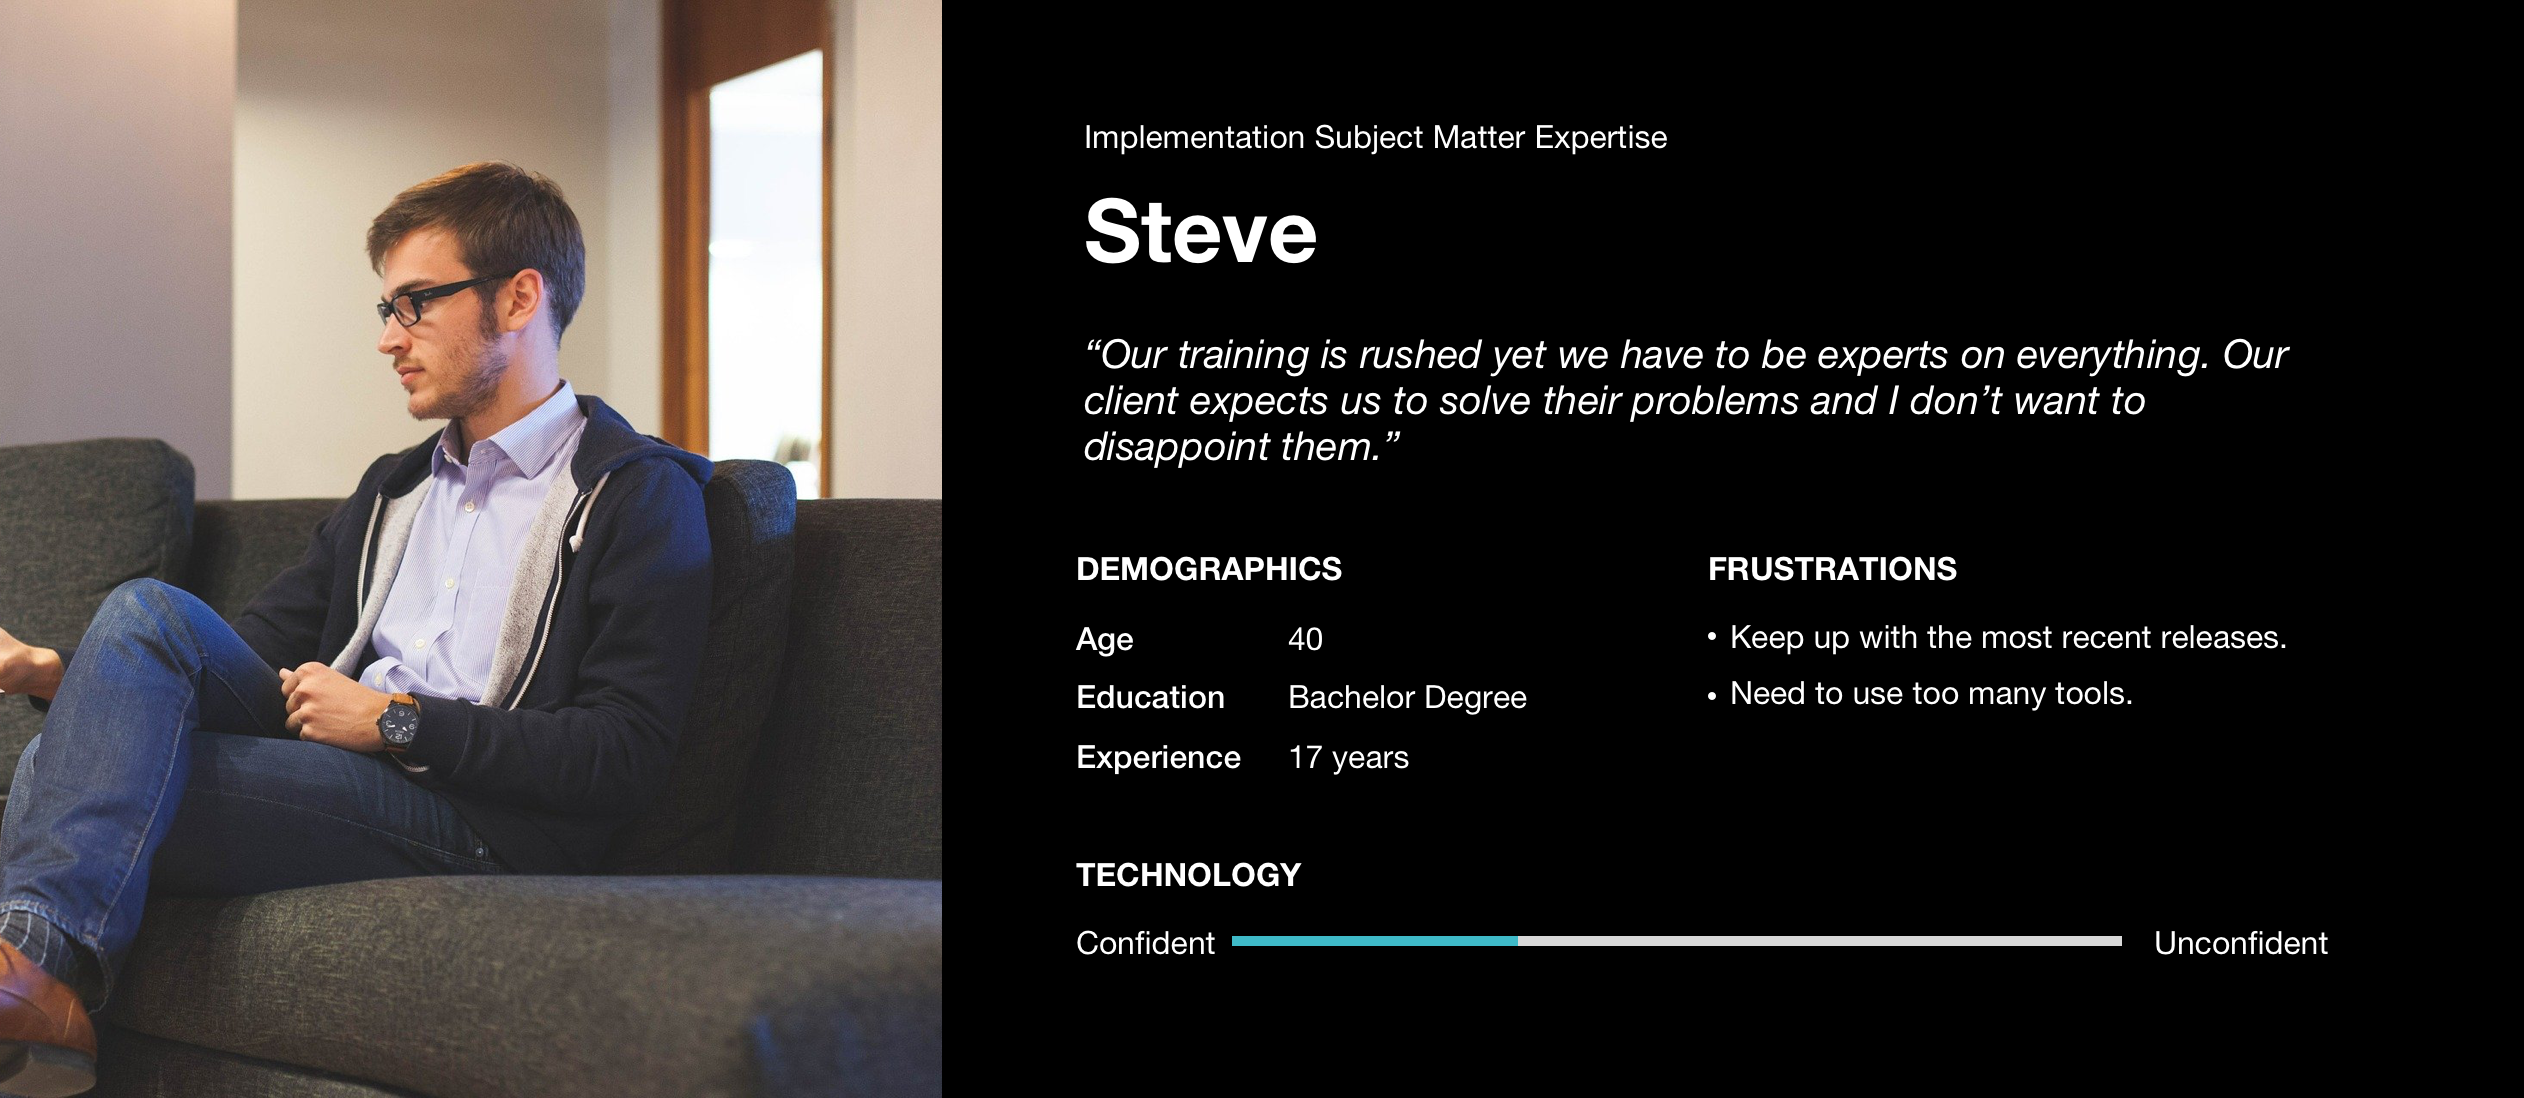 Implementation Subject Matter Expertise
Steve
“Our training is rushed yet we have to be experts on everything. Our
client expects us to solve their problems and I don’t want to
disappoint them.”
DEMOGRAPHICS
Age 40
Education Bachelor Degree
Experience 17 years
FRUSTRATIONS
• Keep up with the most recent releases.
• Need to use too many tools.
TECHNOLOGY
Confident Unconfident